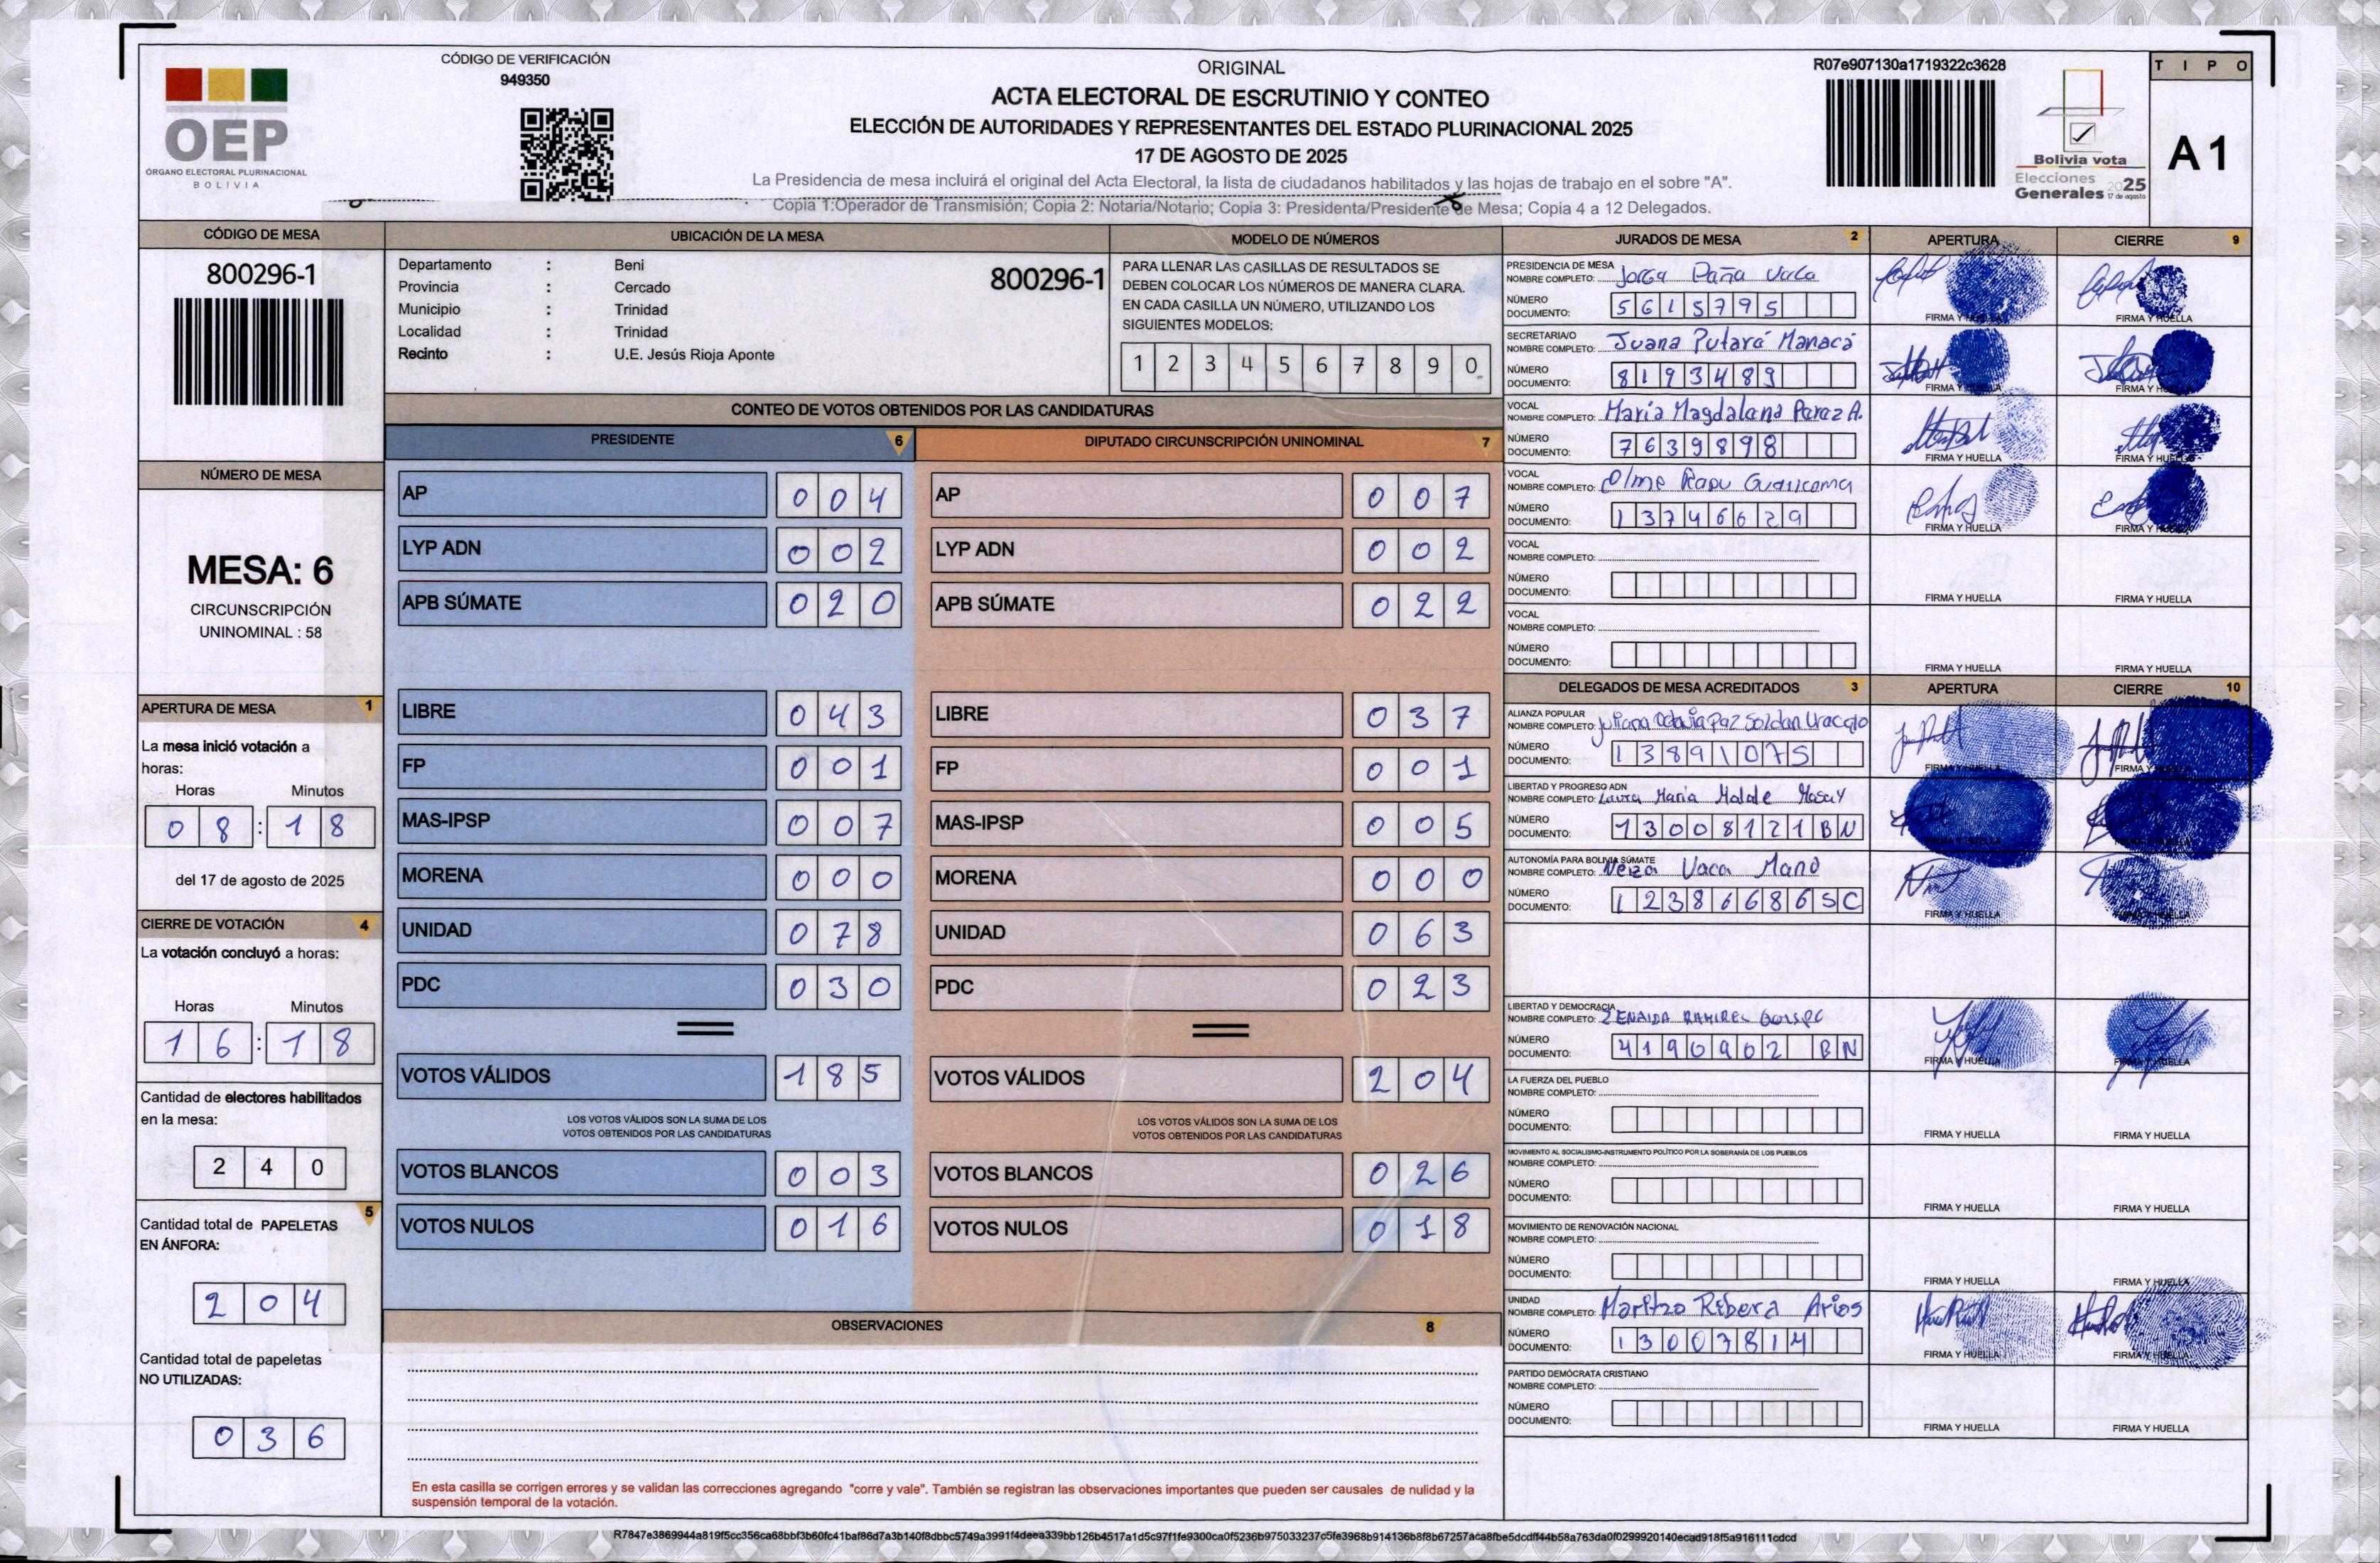 CÓDIGO DE VERIFICACIÓN
949350
OEP
ÓRGANO ELECTORAL PLURINACIONAL
BOLIVIA
ORIGINAL
ACTA ELECTORAL DE ESCRUTINIO Y CONTEO
ELECCIÓN DE AUTORIDADES Y REPRESENTANTES DEL ESTADO PLURINACIONAL 2025
17 DE AGOSTO DE 2025
La Presidencia de mesa incluirá el original del Acta Electoral, la lista de ciudadanos habilitados y las hojas de trabajo en el sobre "A".
Copia 1:Operador de Transmisión; Copia 2: Notaria/Notario; Copia 3: Presidenta/Presidente de Mesa; Copia 4 a 12 Delegados.
R07e907130a1719322c3628
Bolivia vota
Elecciones
Generales 2025
17 de agosto
TIPO
A1
CÓDIGO DE MESA
800296-1
NÚMERO DE MESA
MESA: 6
CIRCUNSCRIPCIÓN
UNINOMINAL : 58
APERTURA DE MESA 1
La mesa inició votación a
horas:
Horas Minutos
08 : 18
del 17 de agosto de 2025
CIERRE DE VOTACIÓN 4
La votación concluyó a horas:
Horas Minutos
16 : 18
Cantidad de electores habilitados
en la mesa:
240
5
Cantidad total de PAPELETAS
EN ÁNFORA:
204
Cantidad total de papeletas
NO UTILIZADAS:
036
UBICACIÓN DE LA MESA
Departamento : Beni
Provincia : Cercado
Municipio : Trinidad
Localidad : Trinidad
Recinto : U.E. Jesús Rioja Aponte
800296-1
MODELO DE NÚMEROS
PARA LLENAR LAS CASILLAS DE RESULTADOS SE
DEBEN COLOCAR LOS NÚMEROS DE MANERA CLARA.
EN CADA CASILLA UN NÚMERO, UTILIZANDO LOS
SIGUIENTES MODELOS:
1 2 3 4 5 6 7 8 9 0
CONTEO DE VOTOS OBTENIDOS POR LAS CANDIDATURAS
PRESIDENTE 6
AP 004
LYP ADN 002
APB SÚMATE 020
LIBRE 043
FP 001
MAS-IPSP 007
MORENA 000
UNIDAD 078
PDC 030
VOTOS VÁLIDOS 185
LOS VOTOS VÁLIDOS SON LA SUMA DE LOS
VOTOS OBTENIDOS POR LAS CANDIDATURAS
VOTOS BLANCOS 003
VOTOS NULOS 016
DIPUTADO CIRCUNSCRIPCIÓN UNINOMINAL 7
AP 007
LYP ADN 002
APB SÚMATE 022
LIBRE 037
FP 001
MAS-IPSP 005
MORENA 000
UNIDAD 063
PDC 023
VOTOS VÁLIDOS 204
LOS VOTOS VÁLIDOS SON LA SUMA DE LOS
VOTOS OBTENIDOS POR LAS CANDIDATURAS
VOTOS BLANCOS 026
VOTOS NULOS 018
OBSERVACIONES 8
En esta casilla se corrigen errores y se validan las correcciones agregando "corre y vale". También se registran las observaciones importantes que pueden ser causales de nulidad y la
suspensión temporal de la votación.
JURADOS DE MESA 2 APERTURA CIERRE 9
PRESIDENCIA DE MESA
NOMBRE COMPLETO: Vaca
NÚMERO
DOCUMENTO: 5615795
FIRMA Y HUELLA FIRMA Y HUELLA
SECRETARIA/O
NOMBRE COMPLETO: Juana
NÚMERO
DOCUMENTO: 8193489
FIRMA Y HUELLA FIRMA Y HUELLA
VOCAL
NOMBRE COMPLETO: Maria Magdalena Parez A.
NÚMERO
DOCUMENTO: 7639898
FIRMA Y HUELLA FIRMA Y HUELLA
VOCAL
NOMBRE COMPLETO:
NÚMERO
DOCUMENTO: 13746629
FIRMA Y HUELLA FIRMA Y HUELLA
VOCAL
NOMBRE COMPLETO:
NÚMERO
DOCUMENTO:
FIRMA Y HUELLA FIRMA Y HUELLA
VOCAL
NOMBRE COMPLETO:
NÚMERO
DOCUMENTO:
FIRMA Y HUELLA FIRMA Y HUELLA
DELEGADOS DE MESA ACREDITADOS 3 APERTURA CIERRE 10
ALIANZA POPULAR
NOMBRE COMPLETO: Juliana Octavia Paz Soldan
NÚMERO
DOCUMENTO: 13891075
FIRMA Y HUELLA FIRMA Y HUELLA
LIBERTAD Y PROGRESO ADN
NOMBRE COMPLETO: Laura Maria
NÚMERO
DOCUMENTO: 13008121BN
AUTONOMÍA PARA BOLIVIA SÚMATE
NOMBRE COMPLETO: Neiza Vaca Mano
NÚMERO
DOCUMENTO: 12386686SC
FIRMA Y HUELLA FIRMA Y HUELLA
LIBERTAD Y DEMOCRACIA
NOMBRE COMPLETO: ZENAIDA RAMIREZ
NÚMERO
DOCUMENTO: 4190902 BN
FIRMA Y HUELLA FIRMA Y HUELLA
LA FUERZA DEL PUEBLO
NOMBRE COMPLETO:
NÚMERO
DOCUMENTO:
FIRMA Y HUELLA FIRMA Y HUELLA
MOVIMIENTO AL SOCIALISMO-INSTRUMENTO POLÍTICO POR LA SOBERANÍA DE LOS PUEBLOS
NOMBRE COMPLETO:
NÚMERO
DOCUMENTO:
FIRMA Y HUELLA FIRMA Y HUELLA
MOVIMIENTO DE RENOVACIÓN NACIONAL
NOMBRE COMPLETO:
NÚMERO
DOCUMENTO:
FIRMA Y HUELLA FIRMA Y HUELLA
UNIDAD
NOMBRE COMPLETO: Maritza Ribera Arios
NÚMERO
DOCUMENTO: 13007814
FIRMA Y HUELLA FIRMA Y HUELLA
PARTIDO DEMÓCRATA CRISTIANO
NOMBRE COMPLETO:
NÚMERO
DOCUMENTO:
FIRMA Y HUELLA FIRMA Y HUELLA